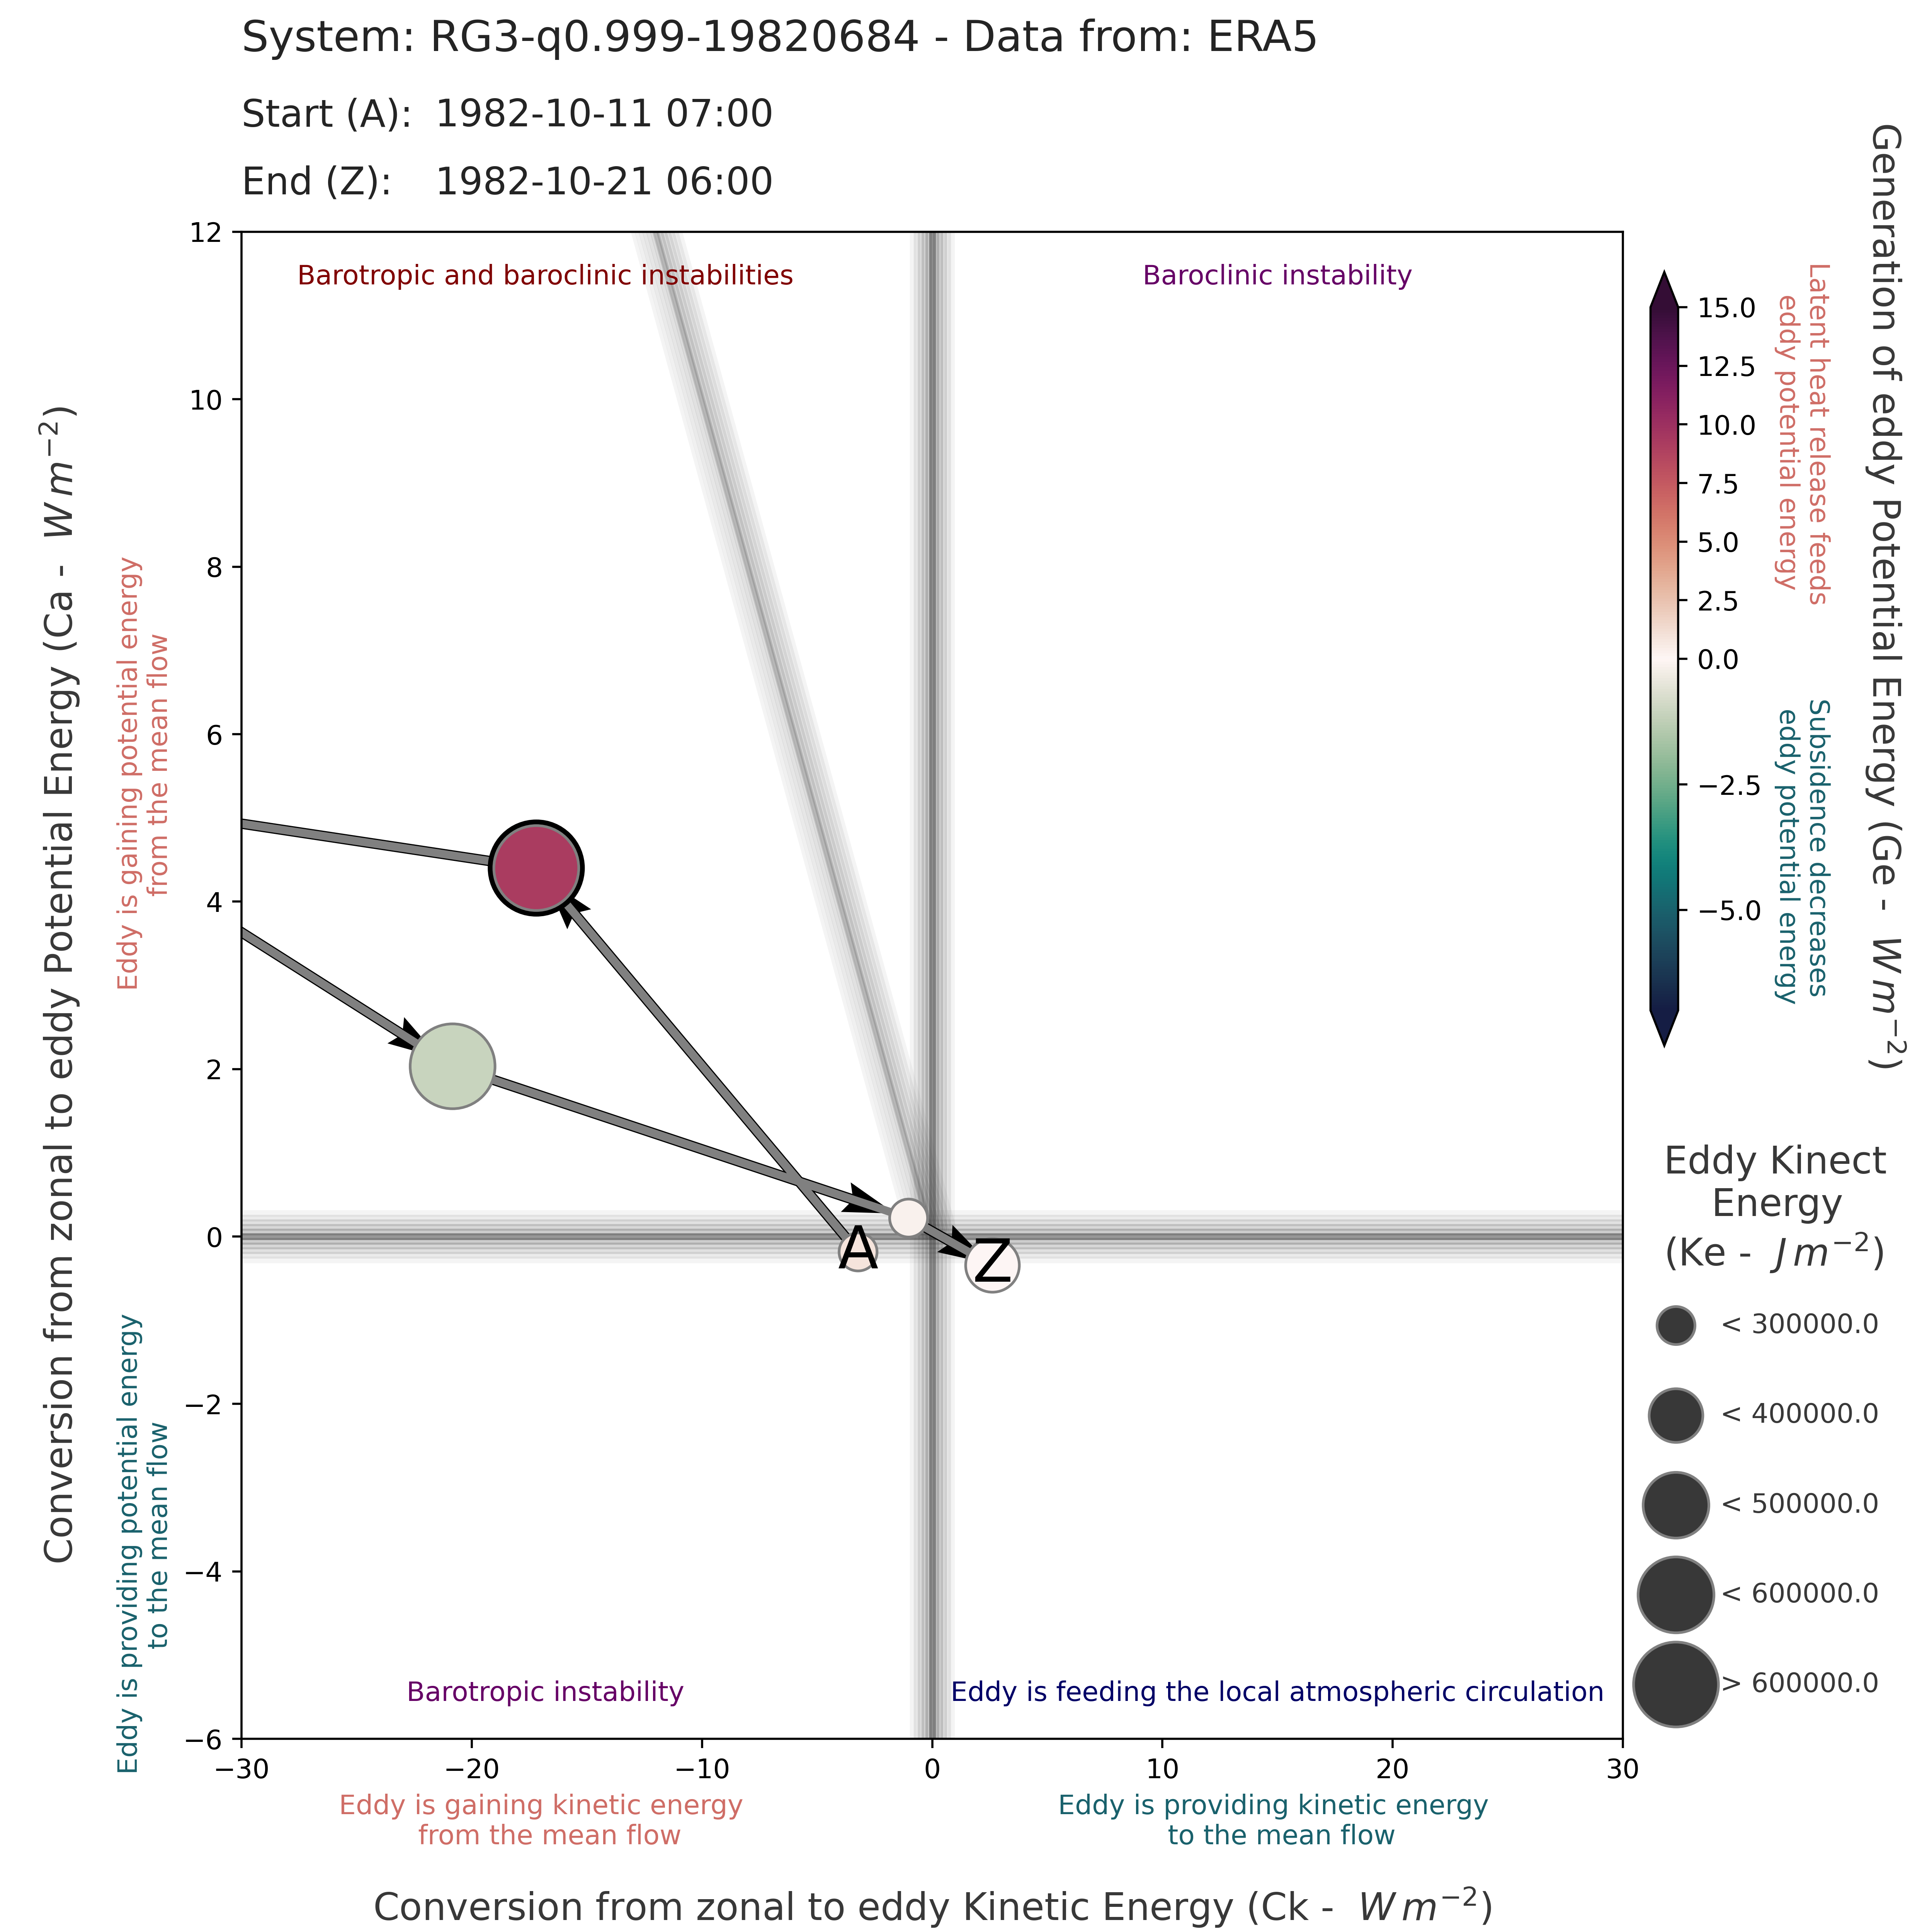 System: RG3-q0.999-19820684 - Data from: ERA5
Start (A): 1982-10-11 07:00
End (Z): 1982-10-21 06:00
Barotropic and baroclinic instabilities
Baroclinic instability
Barotropic instability
Eddy is feeding the local atmospheric circulation
A
Z
12
10
8
6
4
2
0
−2
−4
−6
−30
−20
−10
0
10
20
30
Conversion from zonal to eddy Potential Energy (Ca - W m⁻²)
Eddy is gaining potential energy
from the mean flow
Eddy is providing potential energy
to the mean flow
Eddy is gaining kinetic energy
from the mean flow
Eddy is providing kinetic energy
to the mean flow
Conversion from zonal to eddy Kinetic Energy (Ck - W m⁻²)
15.0
12.5
10.0
7.5
5.0
2.5
0.0
−2.5
−5.0
Latent heat release feeds
eddy potential energy
Subsidence decreases
eddy potential energy
Generation of eddy Potential Energy (Ge - W m⁻²)
Eddy Kinect
Energy
(Ke - J m⁻²)
< 300000.0
< 400000.0
< 500000.0
< 600000.0
> 600000.0